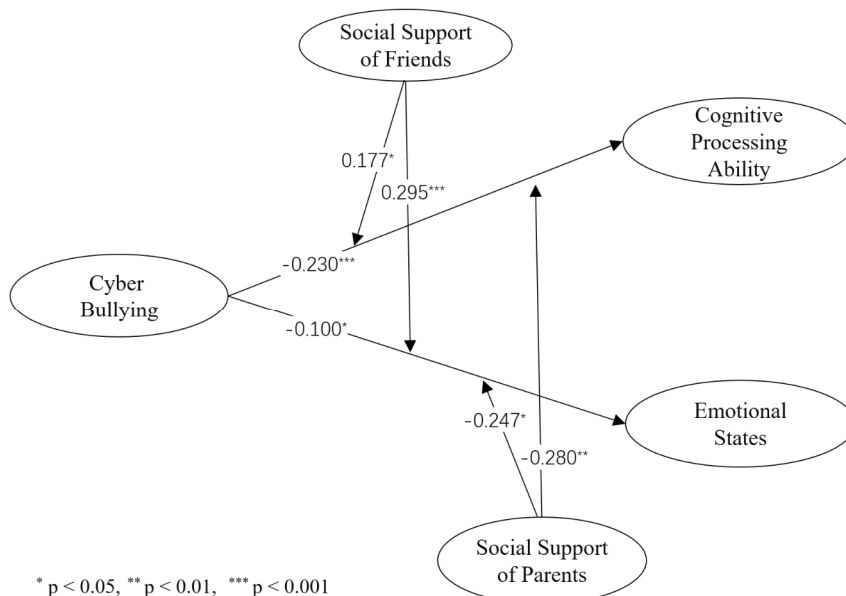 Social Support
of Friends
Cognitive
Processing
Ability
0.177*
0.295***
-0.230***
Cyber
Bullying
-0.100*
-0.247*
Emotional
States
-0.280**
Social Support
of Parents
* p < 0.05, ** p < 0.01, *** p < 0.001